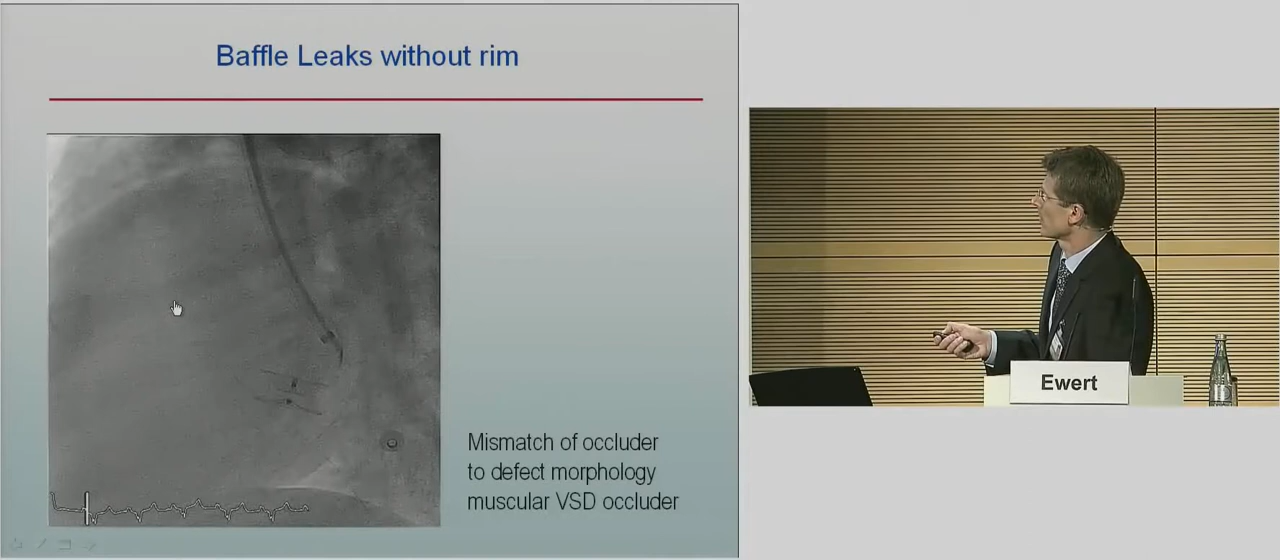 Baffle Leaks without rim
Mismatch of occluder
to defect morphology
muscular VSD occluder
Ewert